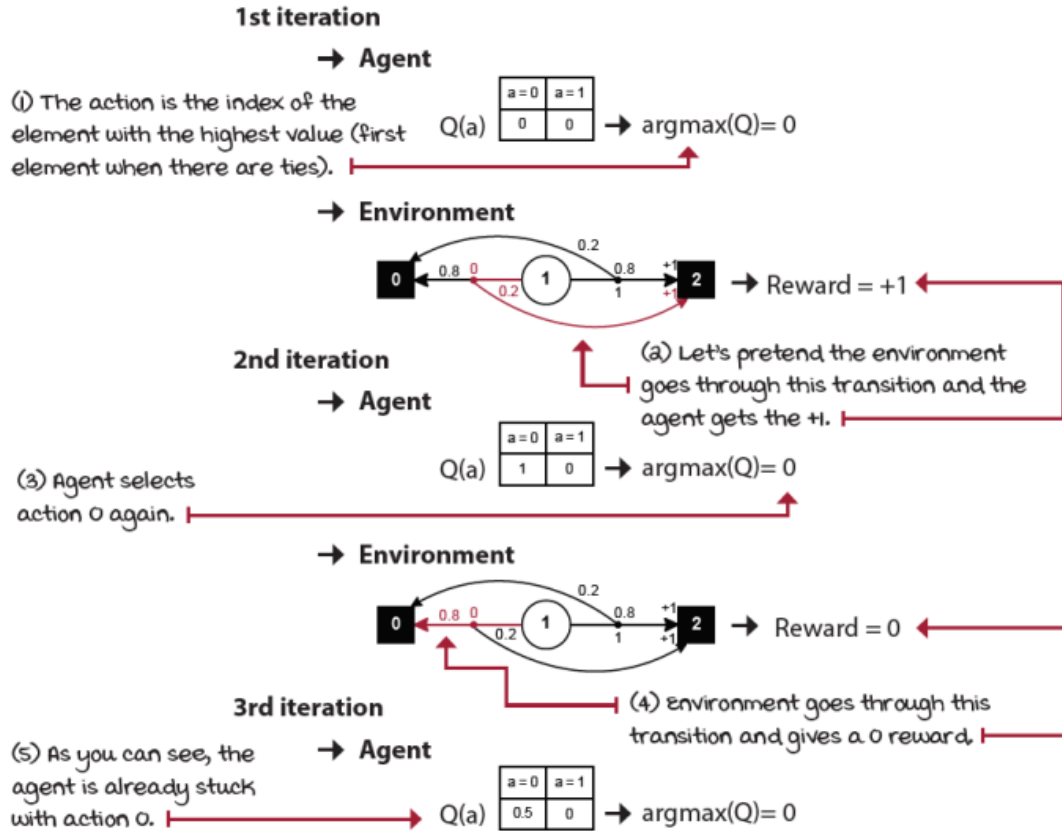 1st iteration
→ Agent
(1) The action is the index of the
element with the highest value (first
element when there are ties).
a=0 a=1
Q(a) 0 0 → argmax(Q)= 0
→ Environment
0.2
0 0.8 0 0.2 1 0.8 1 +1 +1 2 → Reward = +1
(2) Let's pretend the environment
goes through this transition and the
agent gets the +1.
2nd iteration
→ Agent
a=0 a=1
Q(a) 1 0 → argmax(Q)= 0
(3) Agent selects
action 0 again.
→ Environment
0.2
0 0.8 0 0.2 1 0.8 1 +1 +1 2 → Reward = 0
(4) Environment goes through this
transition and gives a 0 reward.
3rd iteration
→ Agent
(5) As you can see, the
agent is already stuck
with action 0.
a=0 a=1
Q(a) 0.5 0 → argmax(Q)= 0